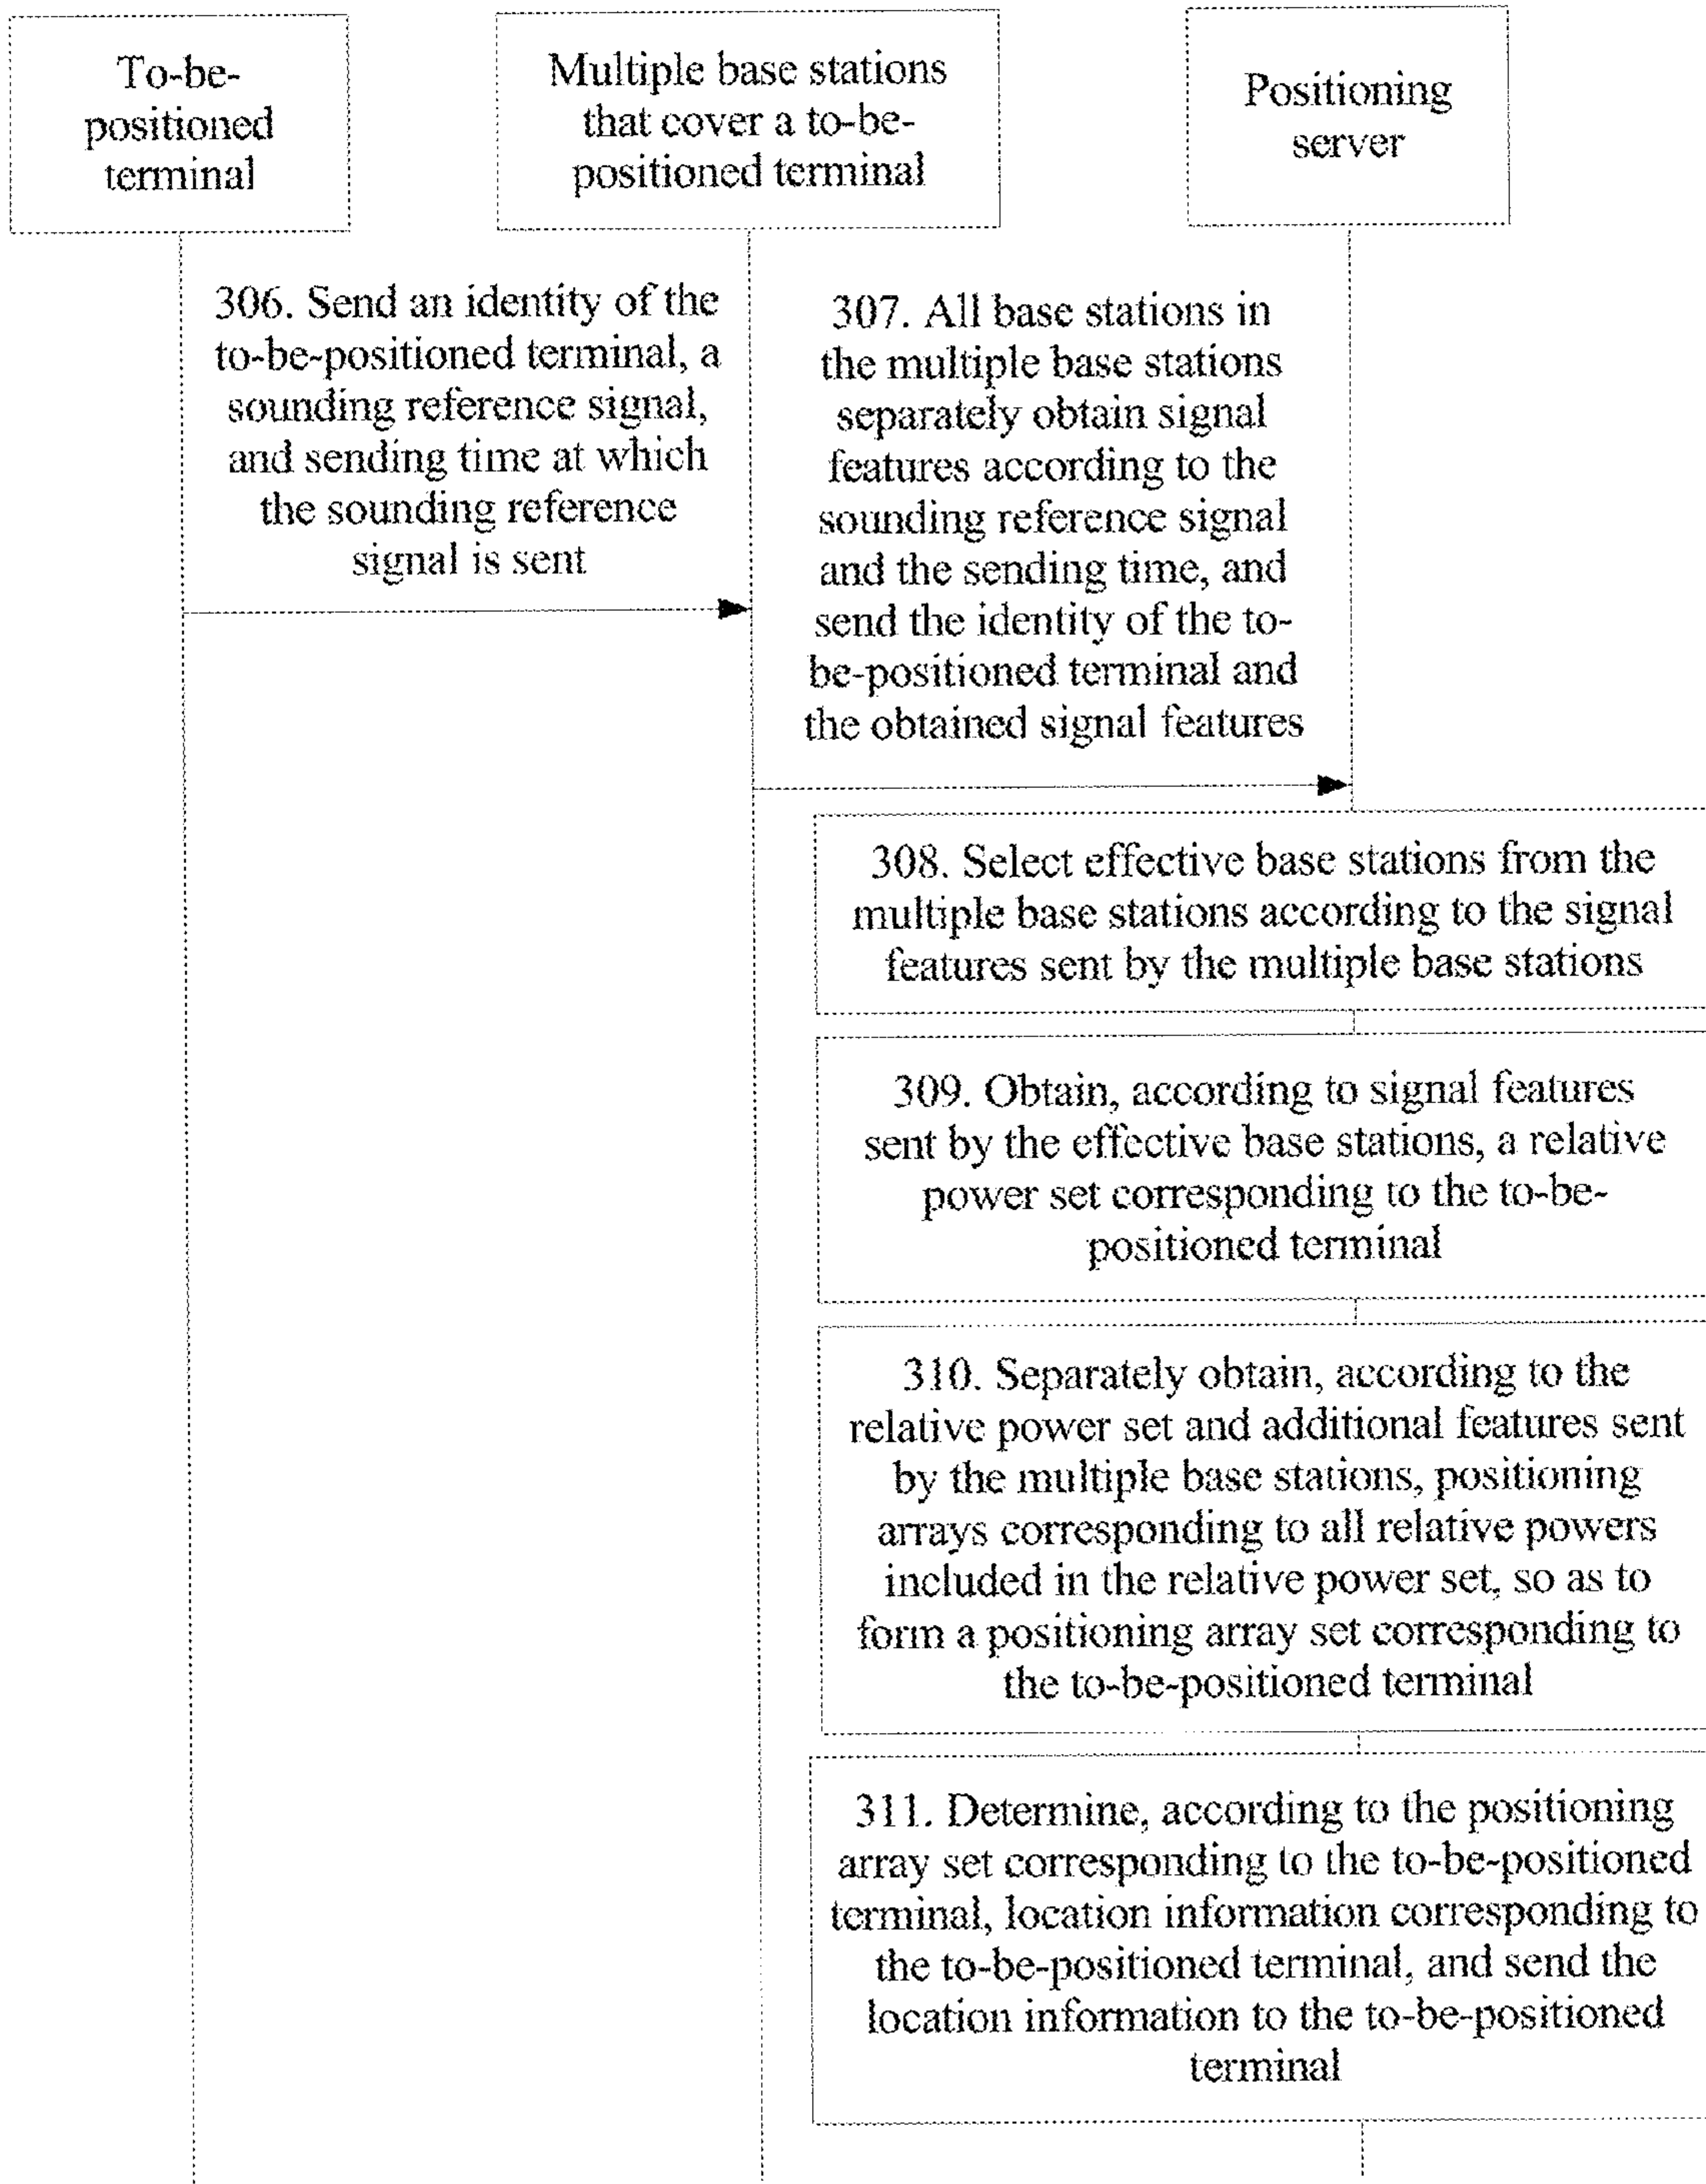 To-be-
positioned
terminal
Multiple base stations
that cover a to-be-
positioned terminal
Positioning
server
306. Send an identity of the
to-be-positioned terminal, a
sounding reference signal,
and sending time at which
the sounding reference
signal is sent
307. All base stations in
the multiple base stations
separately obtain signal
features according to the
sounding reference signal
and the sending time, and
send the identity of the to-
be-positioned terminal and
the obtained signal features
308. Select effective base stations from the
multiple base stations according to the signal
features sent by the multiple base stations
309. Obtain, according to signal features
sent by the effective base stations, a relative
power set corresponding to the to-be-
positioned terminal
310. Separately obtain, according to the
relative power set and additional features sent
by the multiple base stations, positioning
arrays corresponding to all relative powers
included in the relative power set, so as to
form a positioning array set corresponding to
the to-be-positioned terminal
311. Determine, according to the positioning
array set corresponding to the to-be-positioned
terminal, location information corresponding to
the to-be-positioned terminal, and send the
location information to the to-be-positioned
terminal